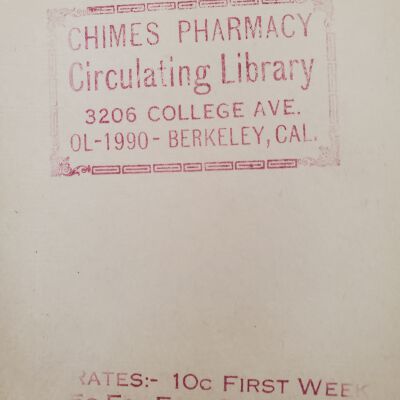 CHIMES PHARMACY
Circulating Library
3206 COLLEGE AVE.
OL-1990- BERKELEY, CAL.
RATES:- 10C FIRST WEEK